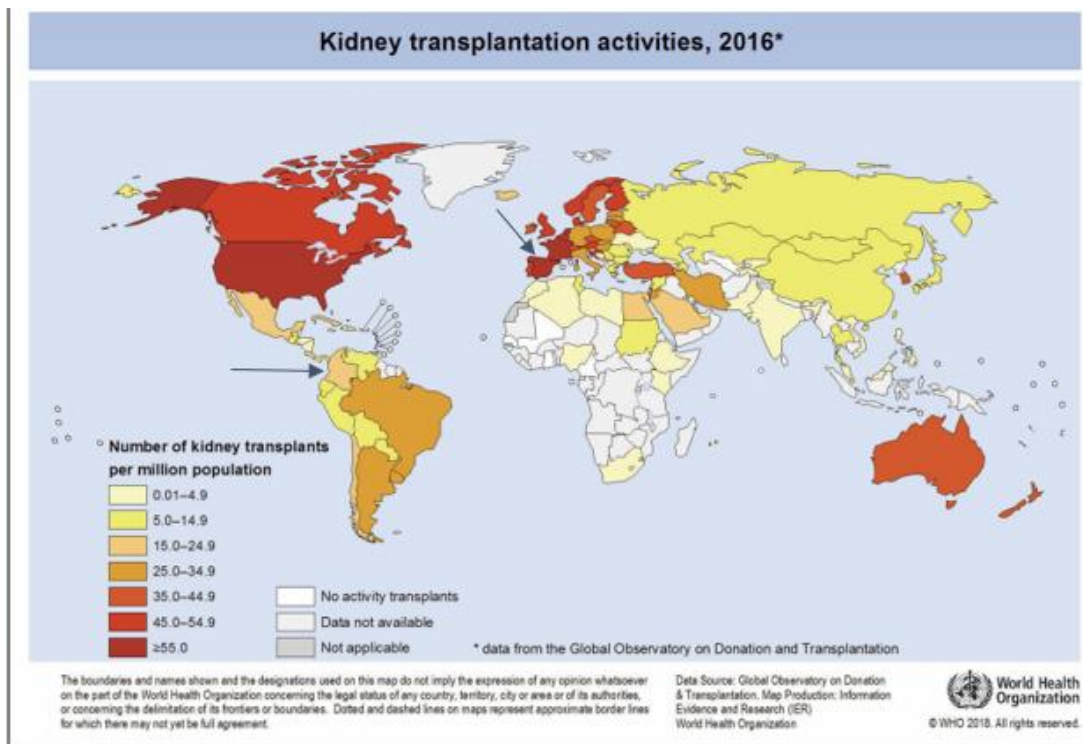 Kidney transplantation activities, 2016*
Number of kidney transplants
per million population
0.01–4.9
5.0–14.9
15.0–24.9
25.0–34.9
35.0–44.9
45.0–54.9
≥55.0
No activity transplants
Data not available
Not applicable
* data from the Global Observatory on Donation and Transplantation
The boundaries and names shown and the designations used on this map do not imply the expression of any opinion whatsoever
on the part of the World Health Organization concerning the legal status of any country, territory, city or area or of its authorities,
or concerning the delimitation of its frontiers or boundaries. Dotted and dashed lines on maps represent approximate border lines
for which there may not yet be full agreement.
Data Source: Global Observatory on Donation
& Transplantation. Map Production: Information
Evidence and Research (IER)
World Health Organization
World Health
Organization
© WHO 2018. All rights reserved.